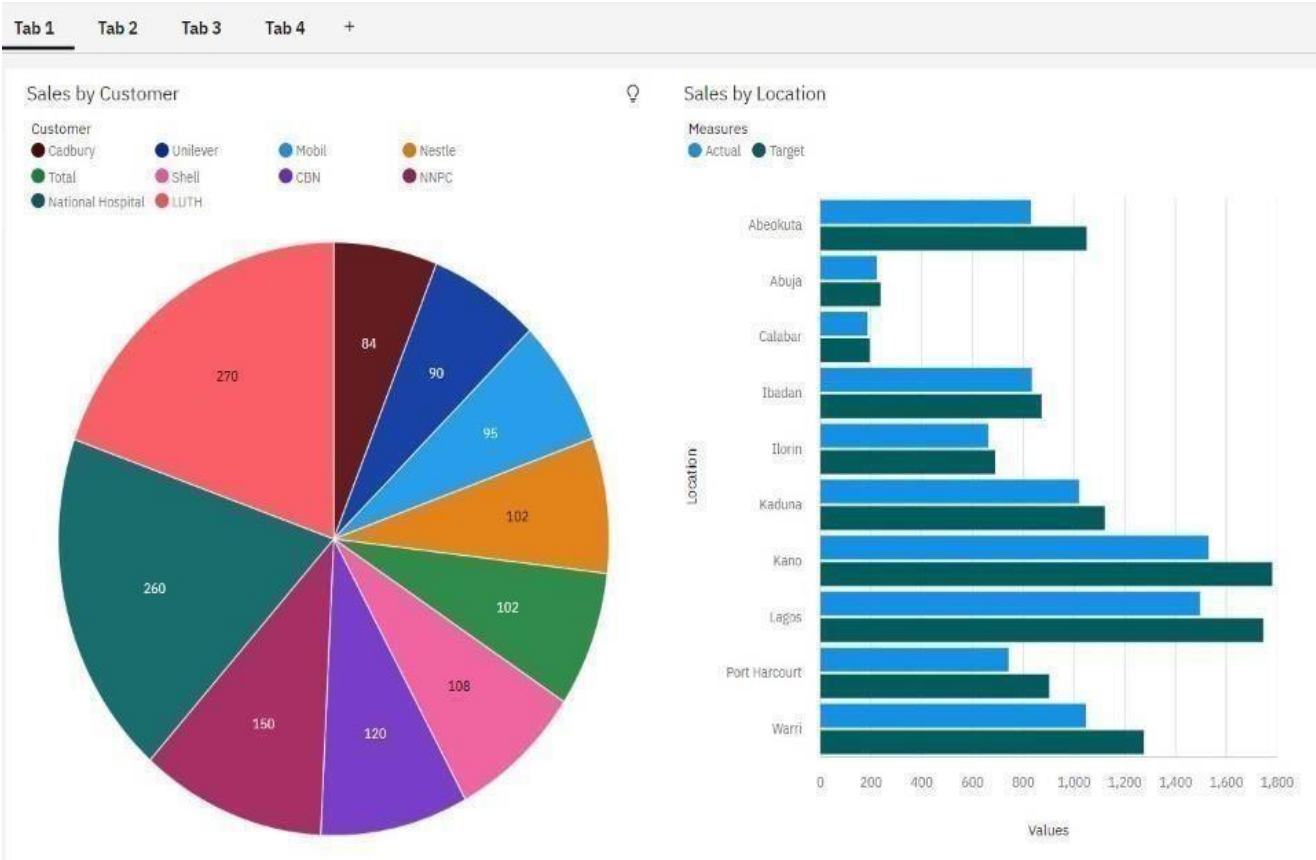 Tab 1 Tab 2 Tab 3 Tab 4 +
Sales by Customer
Customer
Cadbury Unilever Mobil Nestle
Total Shell CBN NNPC
National Hospital LUTH
84
90
95
102
102
108
120
150
260
270
Sales by Location
Measures
Actual Target
Location
Abeokuta
Abuja
Calabar
Ibadan
Ilorin
Kaduna
Kano
Lagos
Port Harcourt
Warri
0 200 400 600 800 1,000 1,200 1,400 1,600 1,800
Values